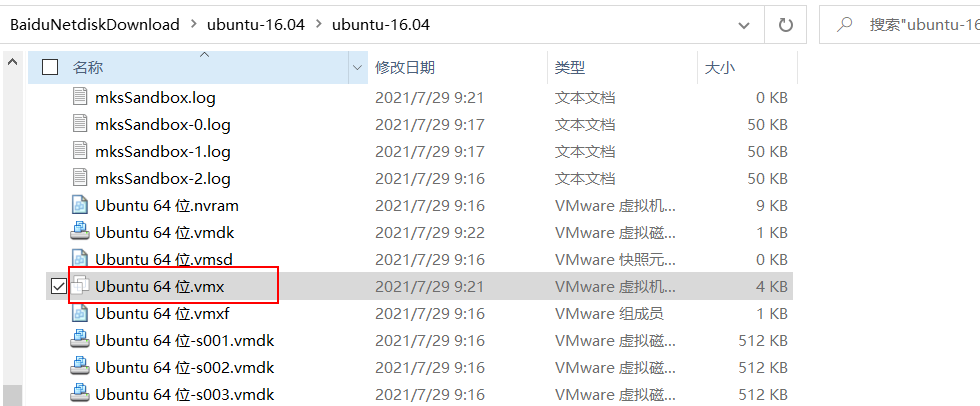 BaiduNetdiskDownload > ubuntu-16.04 > ubuntu-16.04 搜索"ubuntu-16
名称 修改日期 类型 大小
mksSandbox.log 2021/7/29 9:21 文本文档 0 KB
mksSandbox-0.log 2021/7/29 9:17 文本文档 50 KB
mksSandbox-1.log 2021/7/29 9:17 文本文档 50 KB
mksSandbox-2.log 2021/7/29 9:16 文本文档 50 KB
Ubuntu 64 位.nvram 2021/7/29 9:16 VMware 虚拟机... 9 KB
Ubuntu 64 位.vmdk 2021/7/29 9:22 VMware 虚拟磁... 1 KB
Ubuntu 64 位.vmsd 2021/7/29 9:16 VMware 快照元... 0 KB
Ubuntu 64 位.vmx 2021/7/29 9:21 VMware 虚拟机... 4 KB
Ubuntu 64 位.vmxf 2021/7/29 9:16 VMware 组成员 1 KB
Ubuntu 64 位-s001.vmdk 2021/7/29 9:16 VMware 虚拟磁... 512 KB
Ubuntu 64 位-s002.vmdk 2021/7/29 9:16 VMware 虚拟磁... 512 KB
Ubuntu 64 位-s003.vmdk 2021/7/29 9:16 VMware 虚拟磁... 512 KB